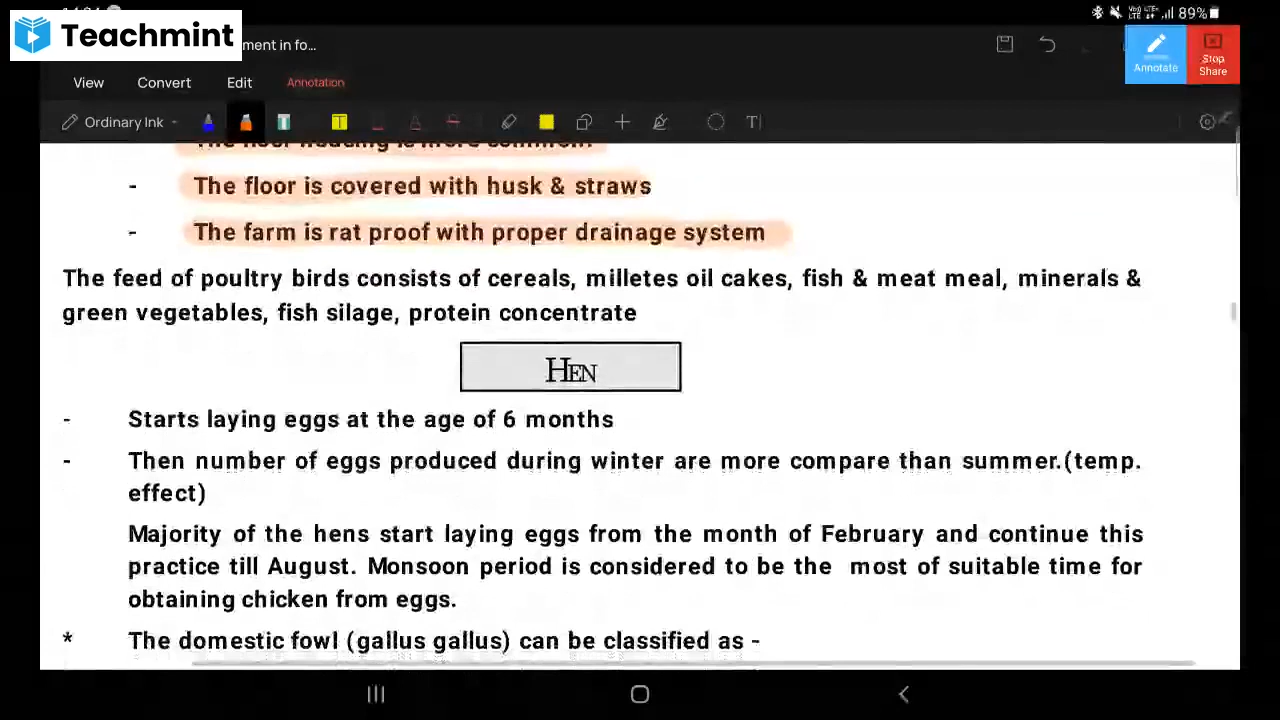 Teachmint
ment in fo...
89%
Annotate
Stop
Share
View Convert Edit Annotation
Ordinary Ink
The floor
- The floor is covered with husk & straws
- The farm is rat proof with proper drainage system
The feed of poultry birds consists of cereals, milletes oil cakes, fish & meat meal, minerals &
green vegetables, fish silage, protein concentrate
HEN
- Starts laying eggs at the age of 6 months
- Then number of eggs produced during winter are more compare than summer.(temp.
effect)
Majority of the hens start laying eggs from the month of February and continue this
practice till August. Monsoon period is considered to be the most of suitable time for
obtaining chicken from eggs.
* The domestic fowl (gallus gallus) can be classified as -